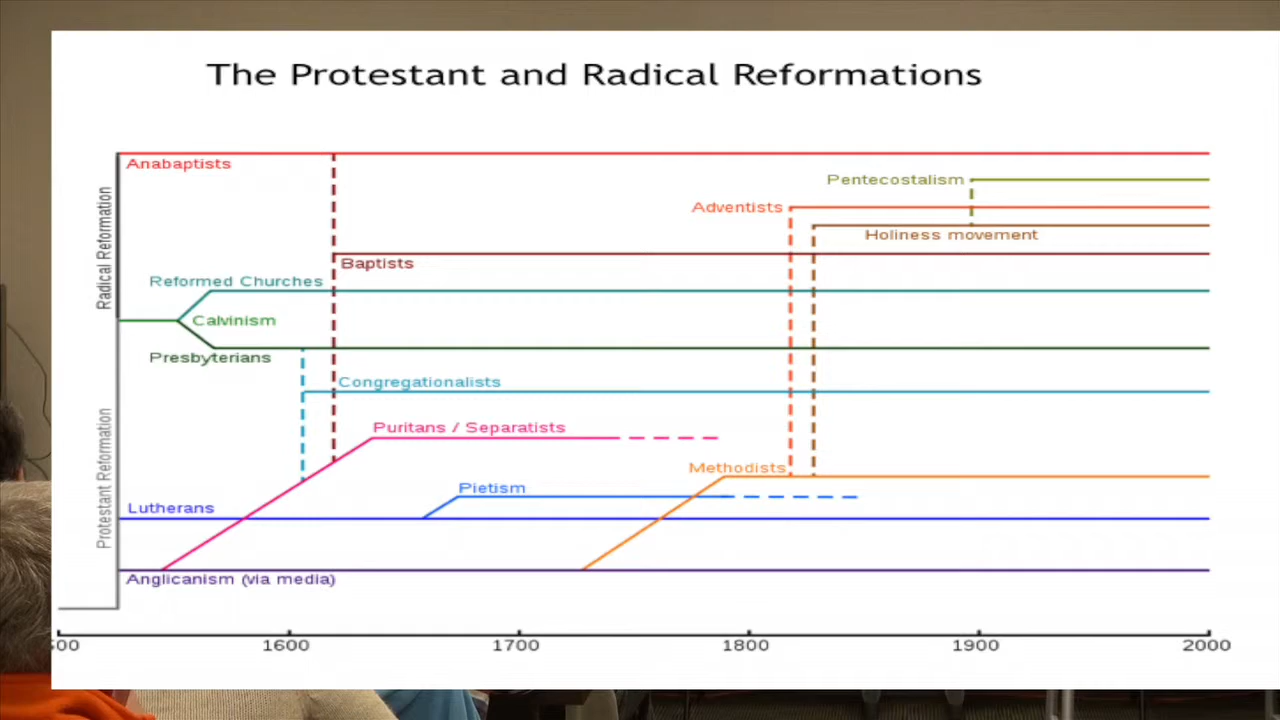 The Protestant and Radical Reformations
Anabaptists
Pentecostalism
Adventists
Holiness movement
Radical Reformation
Baptists
Reformed Churches
Calvinism
Presbyterians
Congregationalists
Puritans / Separatists
Protestant Reformation
Methodists
Pietism
Lutherans
Anglicanism (via media)
1600 1700 1800 1900 2000